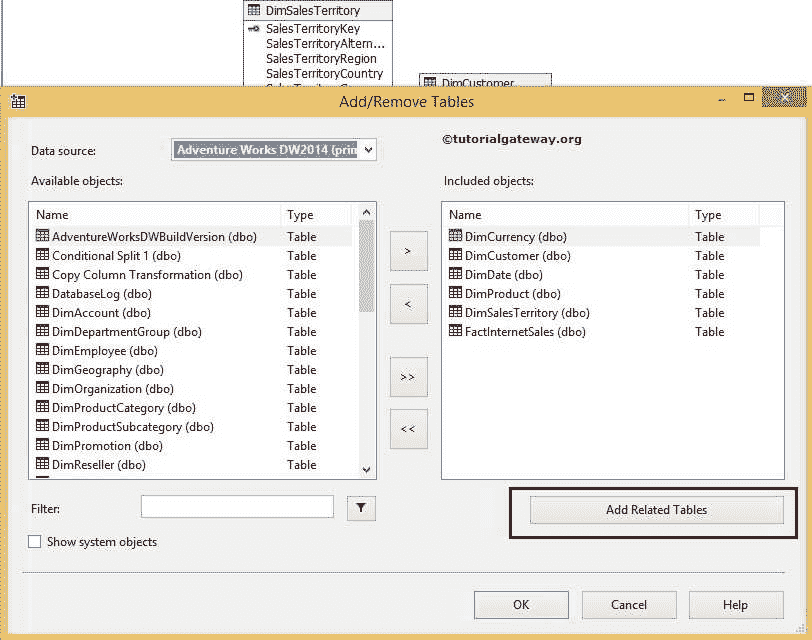 DimSalesTerritory
SalesTerritoryKey
SalesTerritoryAltern...
SalesTerritoryRegion
SalesTerritoryCountry
DimCustomer
Add/Remove Tables
Data source:
Adventure Works DW2014 (prin
©tutorialgateway.org
Available objects:
Name Type
AdventureWorksDWBuildVersion (dbo) Table
Conditional Split 1 (dbo) Table
Copy Column Transformation (dbo) Table
DatabaseLog (dbo) Table
DimAccount (dbo) Table
DimDepartmentGroup (dbo) Table
DimEmployee (dbo) Table
DimGeography (dbo) Table
DimOrganization (dbo) Table
DimProductCategory (dbo) Table
DimProductSubcategory (dbo) Table
DimPromotion (dbo) Table
DimReseller (dbo) Table
>
<
>>
<<
Included objects:
Name Type
DimCurrency (dbo) Table
DimCustomer (dbo) Table
DimDate (dbo) Table
DimProduct (dbo) Table
DimSalesTerritory (dbo) Table
FactInternetSales (dbo) Table
Filter:
Add Related Tables
Show system objects
OK
Cancel
Help